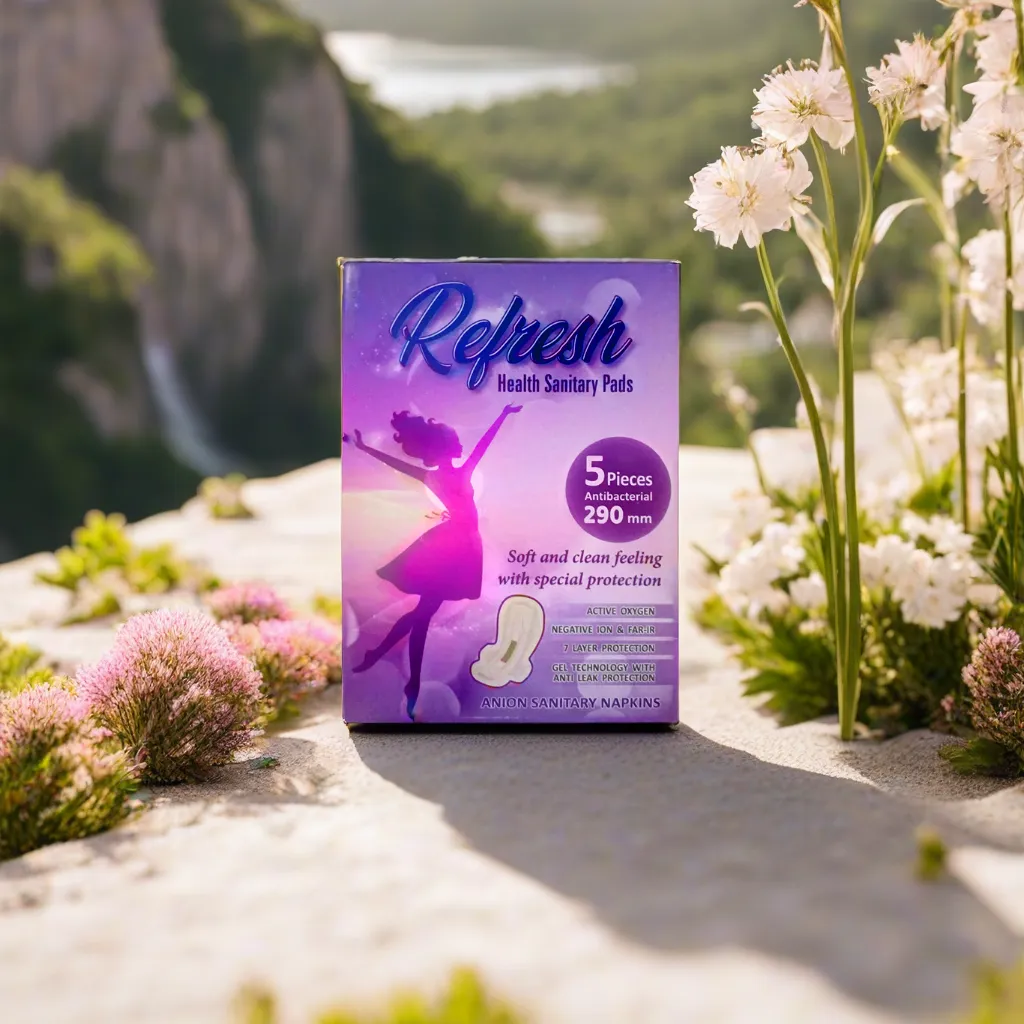 Refresh
Health Sanitary Pads
5 Pieces
Antibacterial
290 mm
Soft and clean feeling
with special protection
ACTIVE OXYGEN
NEGATIVE ION & FAR-IR
7 LAYER PROTECTION
GEL TECHNOLOGY WITH
ANTI LEAK PROTECTION
ANION SANITARY NAPKINS